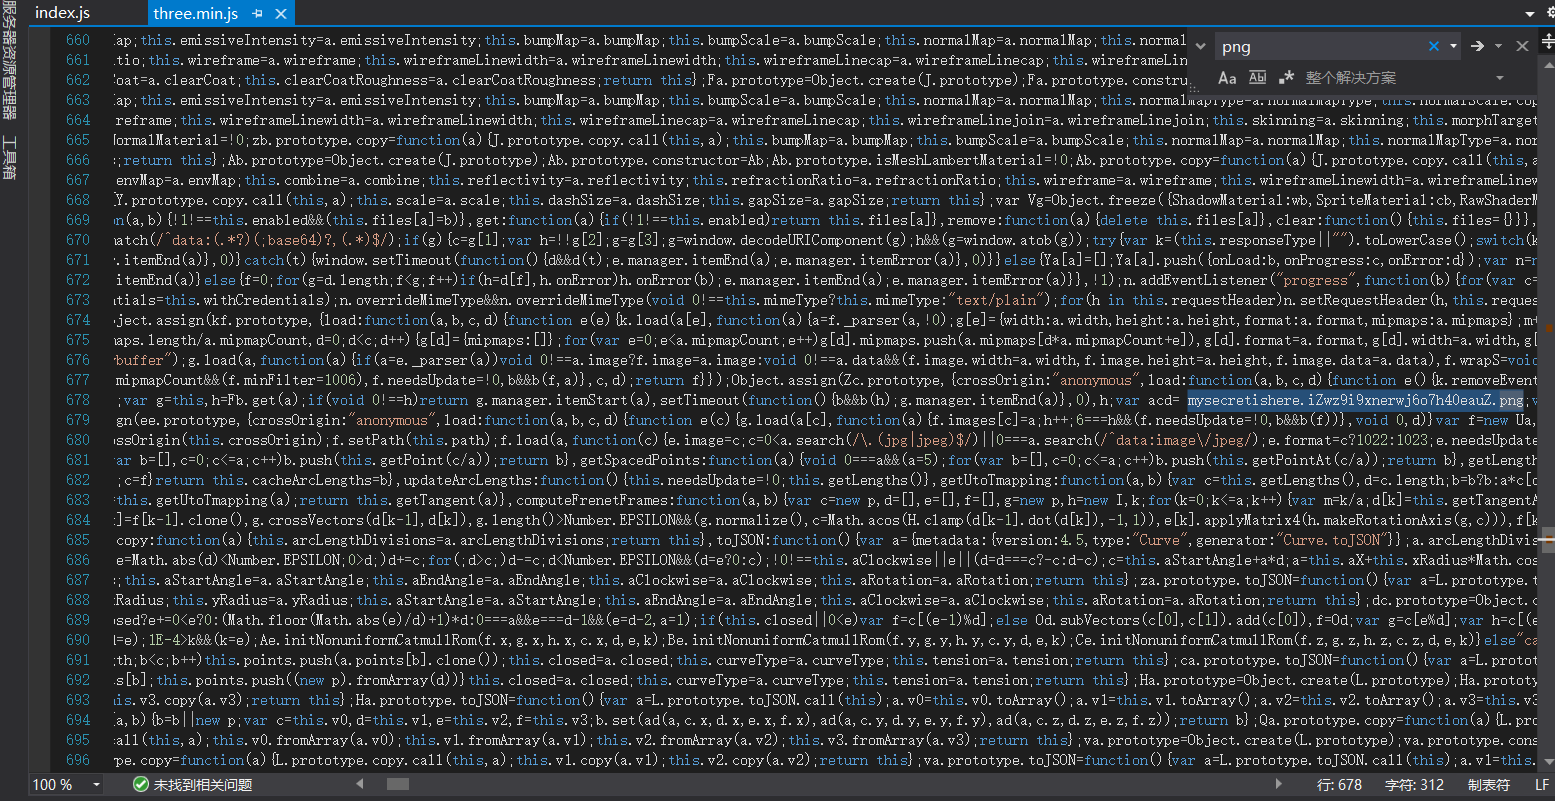 服务器资源管理器
工具箱
index.js
three.min.js
png
Aa Ab 整个解决方案
660 ap;this.emissiveIntensity=a.emissiveIntensity;this.bumpMap=a.bumpMap;this.bumpScale=a.bumpScale;this.normalMap=a.normalMap;this.normal
661 tio;this.wireframe=a.wireframe;this.wireframeLinewidth=a.wireframeLinewidth;this.wireframeLinecap=a.wireframeLinecap;this.wireframeLin
662 Coat=a.clearCoat;this.clearCoatRoughness=a.clearCoatRoughness;return this};Fa.prototype=Object.create(J.prototype);Fa.prototype.constru
663 ap;this.emissiveIntensity=a.emissiveIntensity;this.bumpMap=a.bumpMap;this.bumpScale=a.bumpScale;this.normalMap=a.normalMap;this.normalMapType=a.normalMapType;this.normalScale.cop
664 reframe;this.wireframeLinewidth=a.wireframeLinewidth;this.wireframeLinecap=a.wireframeLinecap;this.wireframeLinejoin=a.wireframeLinejoin;this.skinning=a.skinning;this.morphTarget
665 NormalMaterial=!0;zb.prototype.copy=function(a){J.prototype.copy.call(this,a);this.bumpMap=a.bumpMap;this.bumpScale=a.bumpScale;this.normalMap=a.normalMap;this.normalMapType=a.nor
666 ;return this};Ab.prototype=Object.create(J.prototype);Ab.prototype.constructor=Ab;Ab.prototype.isMeshLambertMaterial=!0;Ab.prototype.copy=function(a){J.prototype.copy.call(this,a
667 envMap=a.envMap;this.combine=a.combine;this.reflectivity=a.reflectivity;this.refractionRatio=a.refractionRatio;this.wireframe=a.wireframe;this.wireframeLinewidth=a.wireframeLinew
668 Y.prototype.copy.call(this,a);this.scale=a.scale;this.dashSize=a.dashSize;this.gapSize=a.gapSize;return this};var Vg=Object.freeze({ShadowMaterial:wb,SpriteMaterial:cb,RawShaderM
669 on(a,b){!1!==this.enabled&&(this.files[a]=b)},get:function(a){if(!1!==this.enabled)return this.files[a]},remove:function(a){delete this.files[a]},clear:function(){this.files={}}},
670 match(/^data:(.*?)(;base64)?,(.*)$/);if(g){c=g[1];var h=!!g[2];g=g[3];g=window.decodeURIComponent(g);h&&(g=window.atob(g));try{var k=(this.responseType||"").toLowerCase();switch(k
671 .itemEnd(a)},0)}catch(t){window.setTimeout(function(){d&&d(t);e.manager.itemEnd(a);e.manager.itemError(a)},0)}}else{Ya[a]=[];Ya[a].push({onLoad:b,onProgress:c,onError:d});var n=n
672 itemEnd(a)}else{f=0;for(g=d.length;f<g;f++)if(h=d[f],h.onError)h.onError(b);e.manager.itemEnd(a);e.manager.itemError(a)}},!1);n.addEventListener("progress",function(b){for(var c=
673 tials=this.withCredentials);n.overrideMimeType&&n.overrideMimeType(void 0!==this.mimeType?this.mimeType:"text/plain");for(h in this.requestHeader)n.setRequestHeader(h,this.reques
674 bject.assign(kf.prototype,{load:function(a,b,c,d){function e(e){k.load(a[e],function(a){a=f._parser(a,!0);g[e]={width:a.width,height:a.height,format:a.format,mipmaps:a.mipmaps};m+
675 maps.length/a.mipmapCount,d=0;d<c;d++){g[d]={mipmaps:[]};for(var e=0;e<a.mipmapCount;e++)g[d].mipmaps.push(a.mipmaps[d*a.mipmapCount+e]),g[d].format=a.format,g[d].width=a.width,g[
676 buffer");g.load(a,function(a){if(a=e._parser(a))void 0!==a.image?f.image=a.image:void 0!==a.data&&(f.image.width=a.width,f.image.height=a.height,f.image.data=a.data),f.wrapS=void
677 mipmapCount&&(f.minFilter=1006),f.needsUpdate=!0,b&&b(f,a)},c,d);return f}});Object.assign(Zc.prototype,{crossOrigin:"anonymous",load:function(a,b,c,d){function e(){k.removeEvent
678 ;var g=this,h=Fb.get(a);if(void 0!==h)return g.manager.itemStart(a),setTimeout(function(){b&&b(h);g.manager.itemEnd(a)},0),h;var acd= mysecretishere.iZwz9i9xnerwj6o7h40eauZ.png;v
679 ign(ee.prototype,{crossOrigin:"anonymous",load:function(a,b,c,d){function e(c){g.load(a[c],function(a){f.images[c]=a;h++;6===h&&(f.needsUpdate=!0,b&&b(f))},void 0,d)}var f=new Ua,
680 ossOrigin(this.crossOrigin);f.setPath(this.path);f.load(a,function(c){e.image=c;c=0<a.search(/\.(jpg|jpeg)$/)||0===a.search(/^data:image\/jpeg/);e.format=c?1022:1023;e.needsUpdate
681 var b=[],c=0;c<=a;c++)b.push(this.getPoint(c/a));return b},getSpacedPoints:function(a){void 0===a&&(a=5);for(var b=[],c=0;c<=a;c++)b.push(this.getPointAt(c/a));return b},getLength
682 ;c=f}return this.cacheArcLengths=b},updateArcLengths:function(){this.needsUpdate=!0;this.getLengths()},getUtoTmapping:function(a,b){var c=this.getLengths(),d=c.length;b=b?b:a*c[d
683 =this.getUtoTmapping(a);return this.getTangent(a)},computeFrenetFrames:function(a,b){var c=new p,d=[],e=[],f=[],g=new p,h=new I,k;for(k=0;k<=a;k++){var m=k/a;d[k]=this.getTangentA
684 ]=f[k-1].clone(),g.crossVectors(d[k-1],d[k]),g.length()>Number.EPSILON&&(g.normalize(),c=Math.acos(H.clamp(d[k-1].dot(d[k]),-1,1)),e[k].applyMatrix4(h.makeRotationAxis(g,c))),f[k
685 copy:function(a){this.arcLengthDivisions=a.arcLengthDivisions;return this},toJSON:function(){var a={metadata:{version:4.5,type:"Curve",generator:"Curve.toJSON"}};a.arcLengthDivis
686 e=Math.abs(d)<Number.EPSILON;0>d;)d+=c;for(;d>c;)d-=c;d<Number.EPSILON&&(d=e?0:c);!0!==this.aClockwise||e||(d=d===c?-c:d-c);c=this.aStartAngle+a*d;a=this.aX+this.xRadius*Math.cos
687 ;this.aStartAngle=a.aStartAngle;this.aEndAngle=a.aEndAngle;this.aClockwise=a.aClockwise;this.aRotation=a.aRotation;return this};za.prototype.toJSON=function(){var a=L.prototype.t
688 Radius;this.yRadius=a.yRadius;this.aStartAngle=a.aStartAngle;this.aEndAngle=a.aEndAngle;this.aClockwise=a.aClockwise;this.aRotation=a.aRotation;return this};dc.prototype=Object.c
689 osed?e+=0<e?0:(Math.floor(Math.abs(e)/d)+1)*d:0===a&&e===d-1&&(e=d-2,a=1);if(this.closed||0<e)var f=c[(e-1)%d];else Od.subVectors(c[0],c[1]).add(c[0]),f=Od;var g=c[e%d];var h=c[(e
690 d=e);1E-4>k&&(k=e);Ae.initNonuniformCatmullRom(f.x,g.x,h.x,c.x,d,e,k);Be.initNonuniformCatmullRom(f.y,g.y,h.y,c.y,d,e,k);Ce.initNonuniformCatmullRom(f.z,g.z,h.z,c.z,d,e,k)}else"ca
691 th;b<c;b++)this.points.push(a.points[b].clone());this.closed=a.closed;this.curveType=a.curveType;this.tension=a.tension;return this};ca.prototype.toJSON=function(){var a=L.protot
692 s[b];this.points.push((new p).fromArray(d))}this.closed=a.closed;this.curveType=a.curveType;this.tension=a.tension;return this};Ha.prototype=Object.create(L.prototype);Ha.prototy
693 his.v3.copy(a.v3);return this};Ha.prototype.toJSON=function(){var a=L.prototype.toJSON.call(this);a.v0=this.v0.toArray();a.v1=this.v1.toArray();a.v2=this.v2.toArray();a.v3=this.v3
694 (a,b){b=b||new p;var c=this.v0,d=this.v1,e=this.v2,f=this.v3;b.set(ad(a,c.x,d.x,e.x,f.x),ad(a,c.y,d.y,e.y,f.y),ad(a,c.z,d.z,e.z,f.z));return b};Qa.prototype.copy=function(a){L.pro
695 call(this,a);this.v0.fromArray(a.v0);this.v1.fromArray(a.v1);this.v2.fromArray(a.v2);this.v3.fromArray(a.v3);return this};va.prototype=Object.create(L.prototype);va.prototype.cons
696 pe.copy=function(a){L.prototype.copy.call(this,a);this.v1.copy(a.v1);this.v2.copy(a.v2);return this};va.prototype.toJSON=function(){var a=L.prototype.toJSON.call(this);a.v1=this.
100 % 未找到相关问题 行: 678 字符: 312 制表符 LF